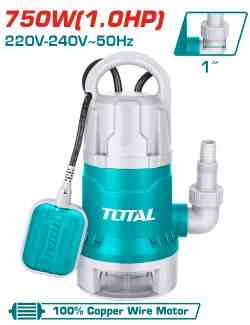 750W(1.0HP)
220V-240V~50Hz
1"
TOTAL
100% Copper Wire Motor